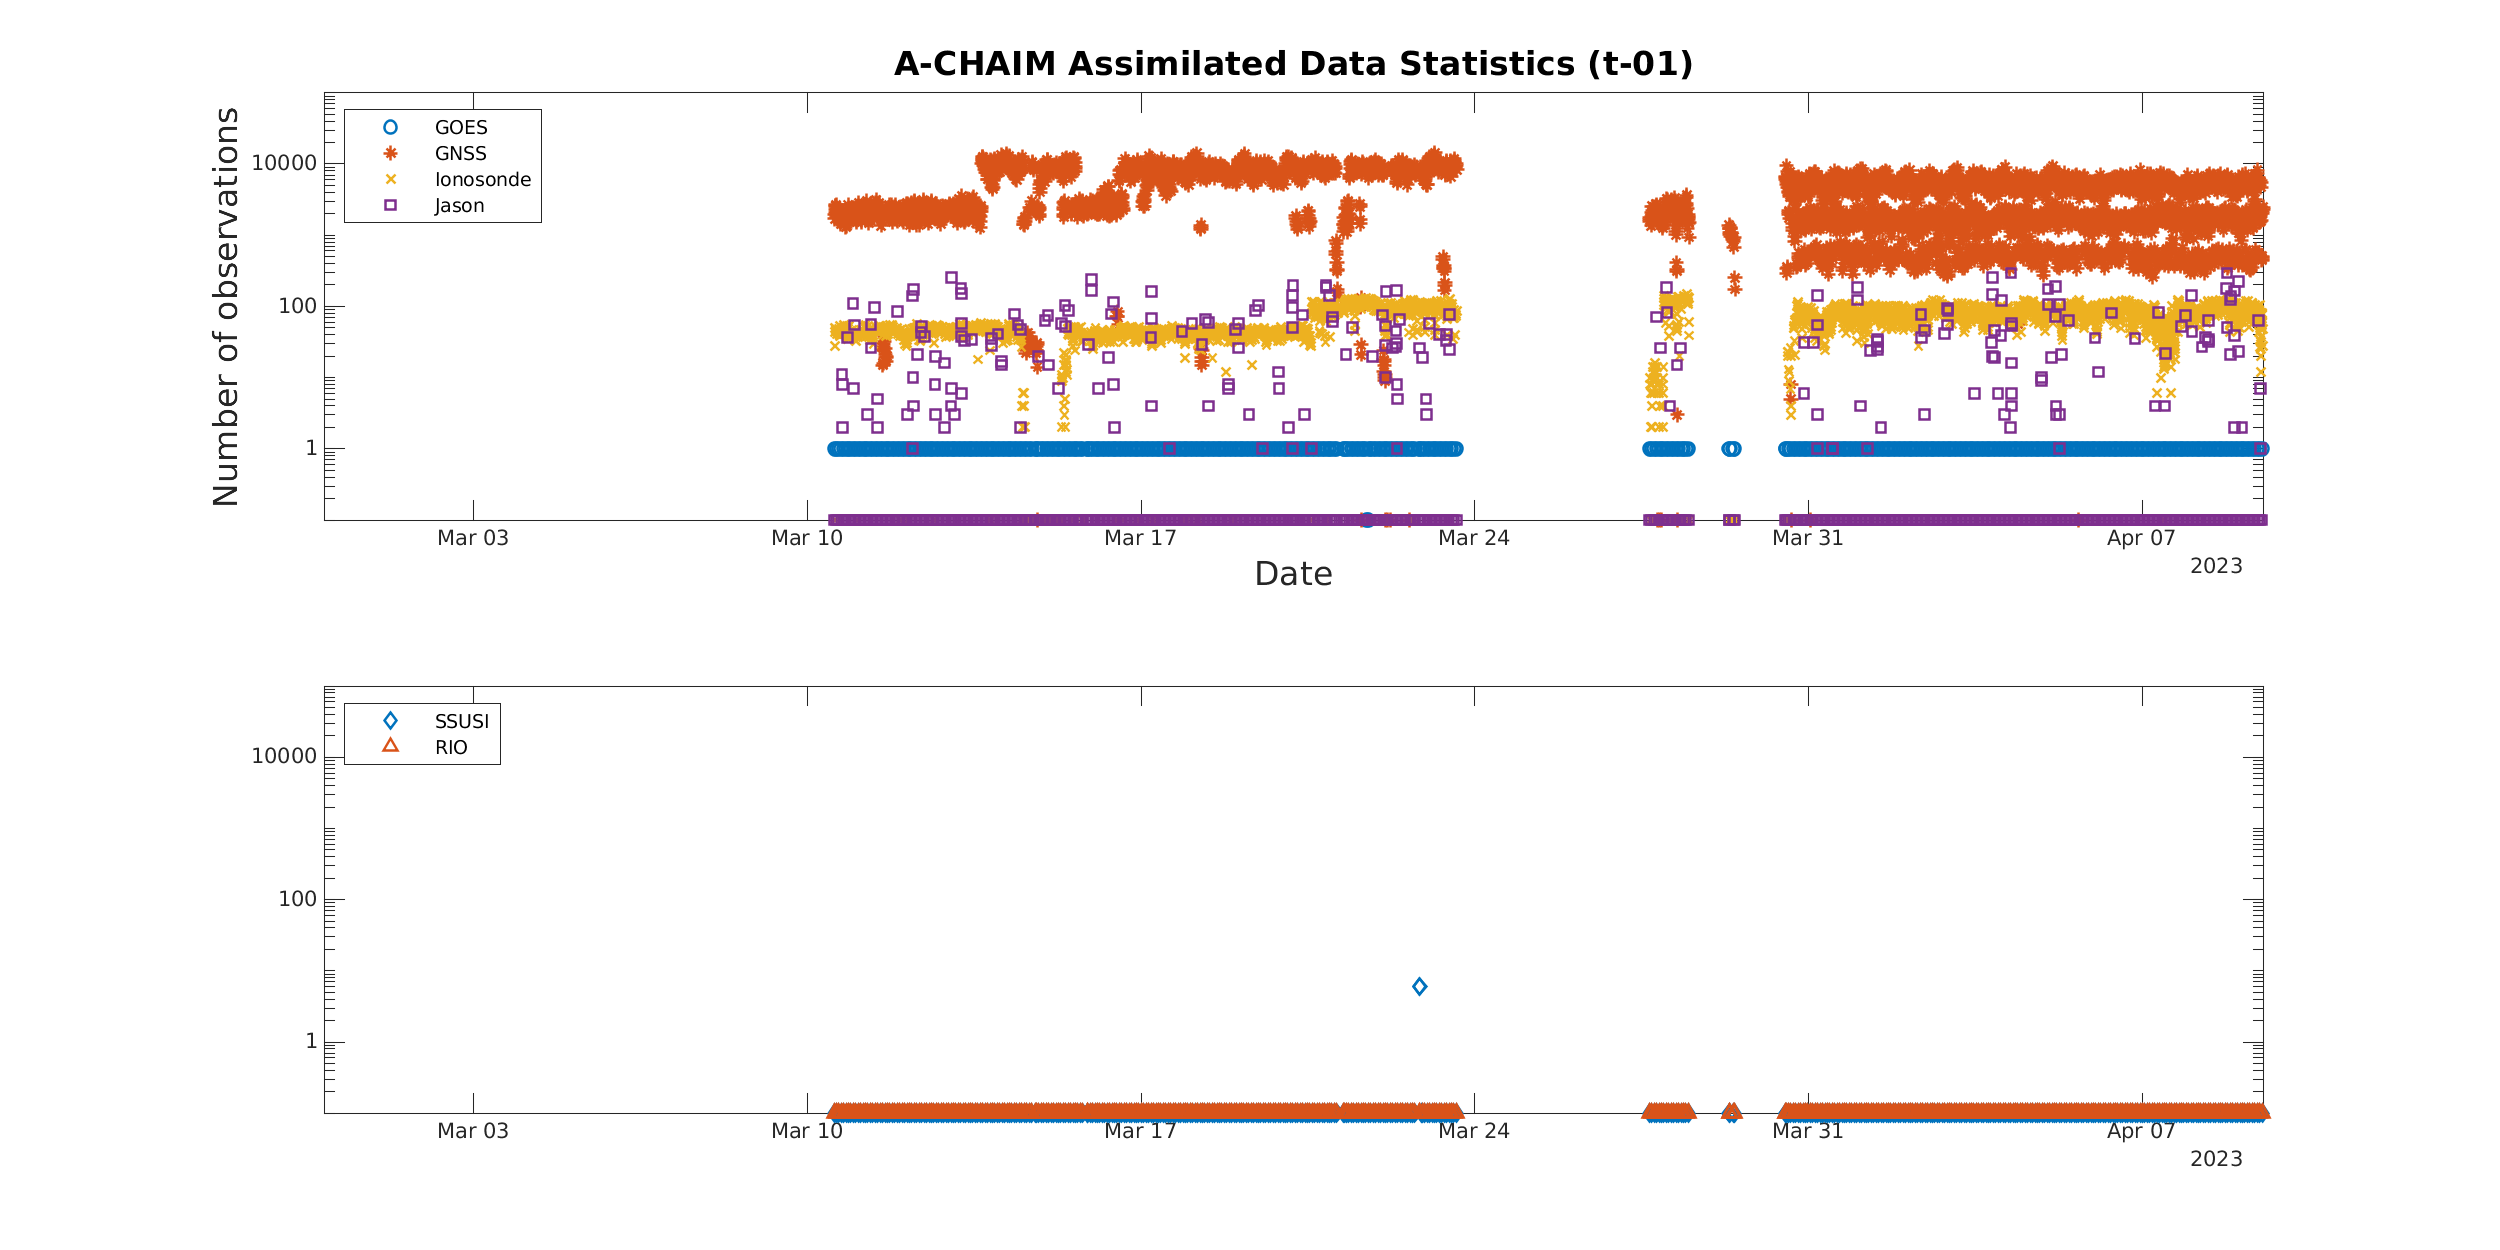 A-CHAIM Assimilated Data Statistics (t-01)
Number of observations
10000
100
1
GOES
GNSS
Ionosonde
Jason
Mar 03 Mar 10 Mar 17 Mar 24 Mar 31 Apr 07
2023
Date
10000
100
1
SSUSI
RIO
Mar 03 Mar 10 Mar 17 Mar 24 Mar 31 Apr 07
2023